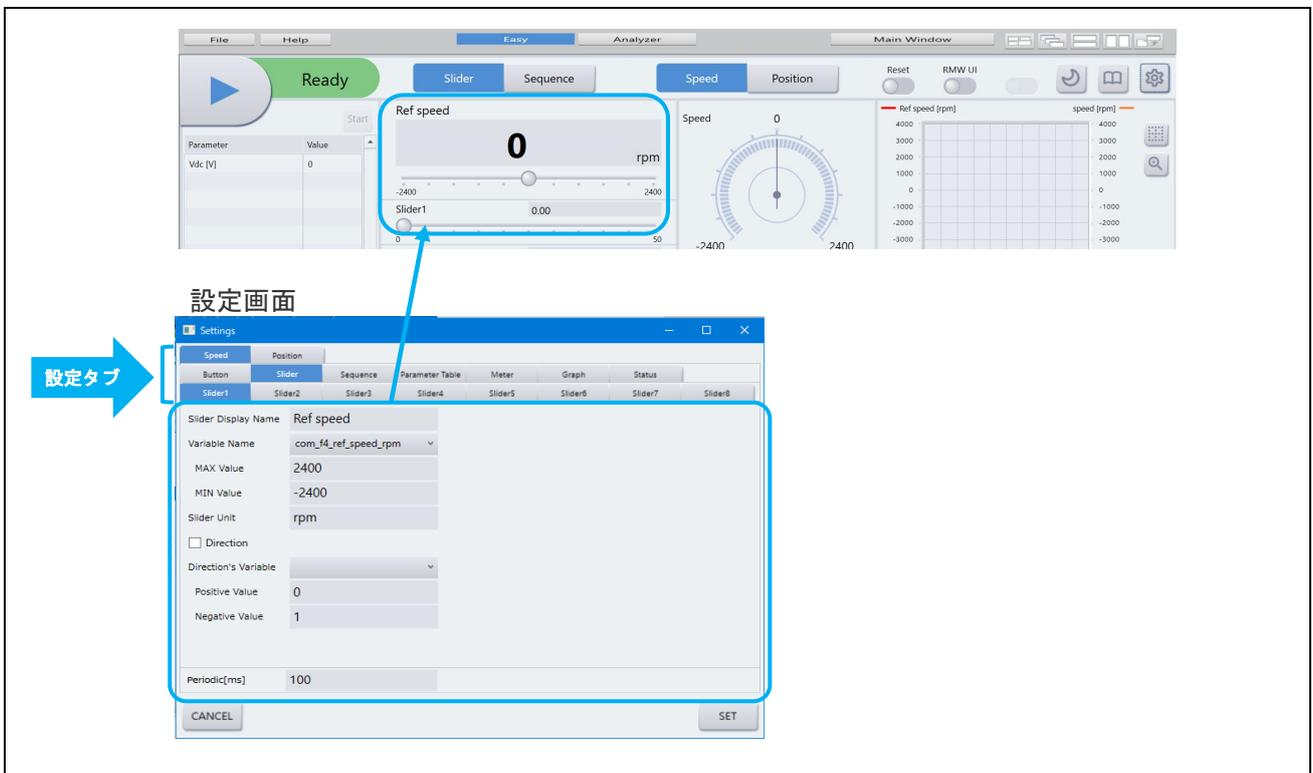 File Help Easy Analyzer Main Window
Ready Slider Sequence Speed Position Reset RMW UI
Start
Parameter Value
Vdc [V] 0
Ref speed
0 rpm
-2400 2400
Slider1 0.00
0 50
Speed 0
-2400 2400
Ref speed [rpm] speed [rpm]
4000 4000
3000 3000
2000 2000
1000 1000
0 0
-1000 -1000
-2000 -2000
-3000 -3000
設定画面
設定タブ
Settings
Speed Position
Button Slider Sequence Parameter Table Meter Graph Status
Slider1 Slider2 Slider3 Slider4 Slider5 Slider6 Slider7 Slider8
Slider Display Name Ref speed
Variable Name com_f4_ref_speed_rpm
MAX Value 2400
MIN Value -2400
Slider Unit rpm
Direction
Direction's Variable
Positive Value 0
Negative Value 1
Periodic[ms] 100
CANCEL SET